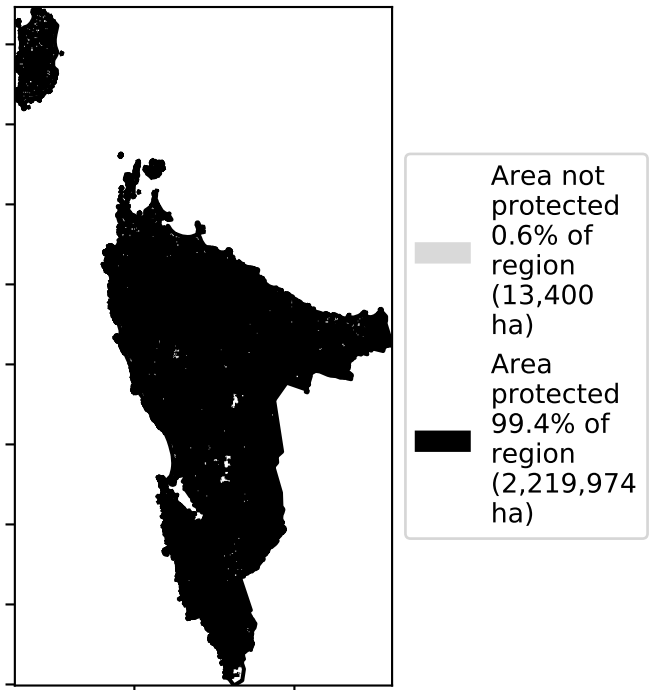 Area not
protected
0.6% of
region
(13,400
ha)
Area
protected
99.4% of
region
(2,219,974
ha)